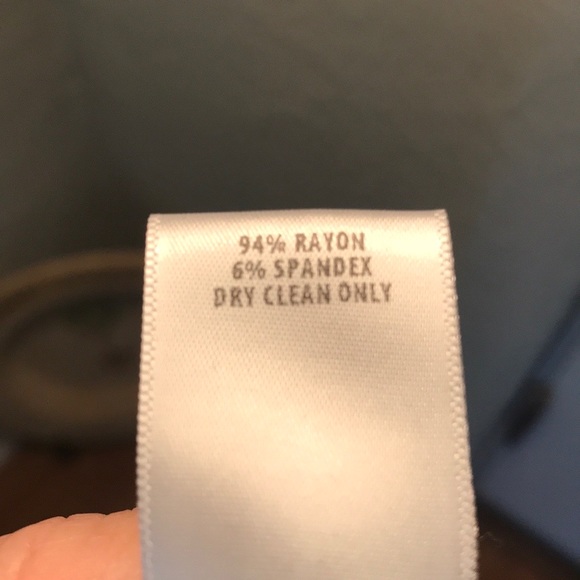 94% RAYON
6% SPANDEX
DRY CLEAN ONLY